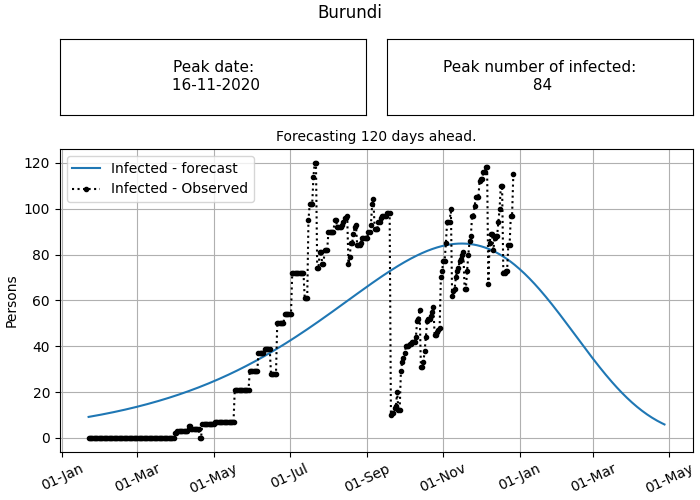 Burundi
Peak date:
16-11-2020
Peak number of infected:
84
Forecasting 120 days ahead.
Infected - forecast
Infected - Observed
Persons
120
100
80
60
40
20
0
01-Jan
01-Mar
01-May
01-Jul
01-Sep
01-Nov
01-Jan
01-Mar
01-May